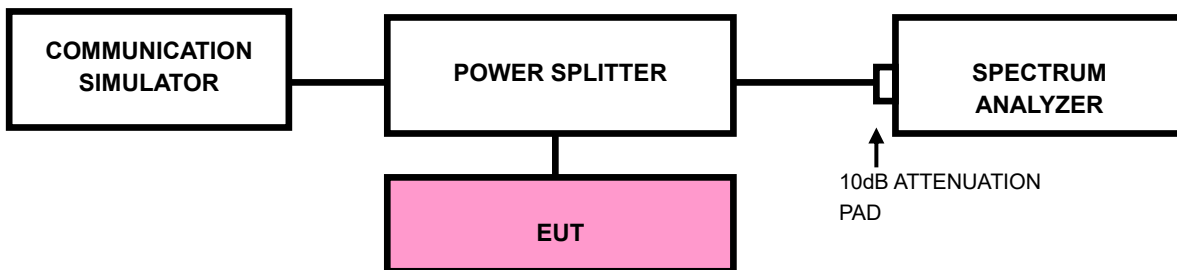 COMMUNICATION
SIMULATOR
POWER SPLITTER
SPECTRUM
ANALYZER
10dB ATTENUATION
PAD
EUT